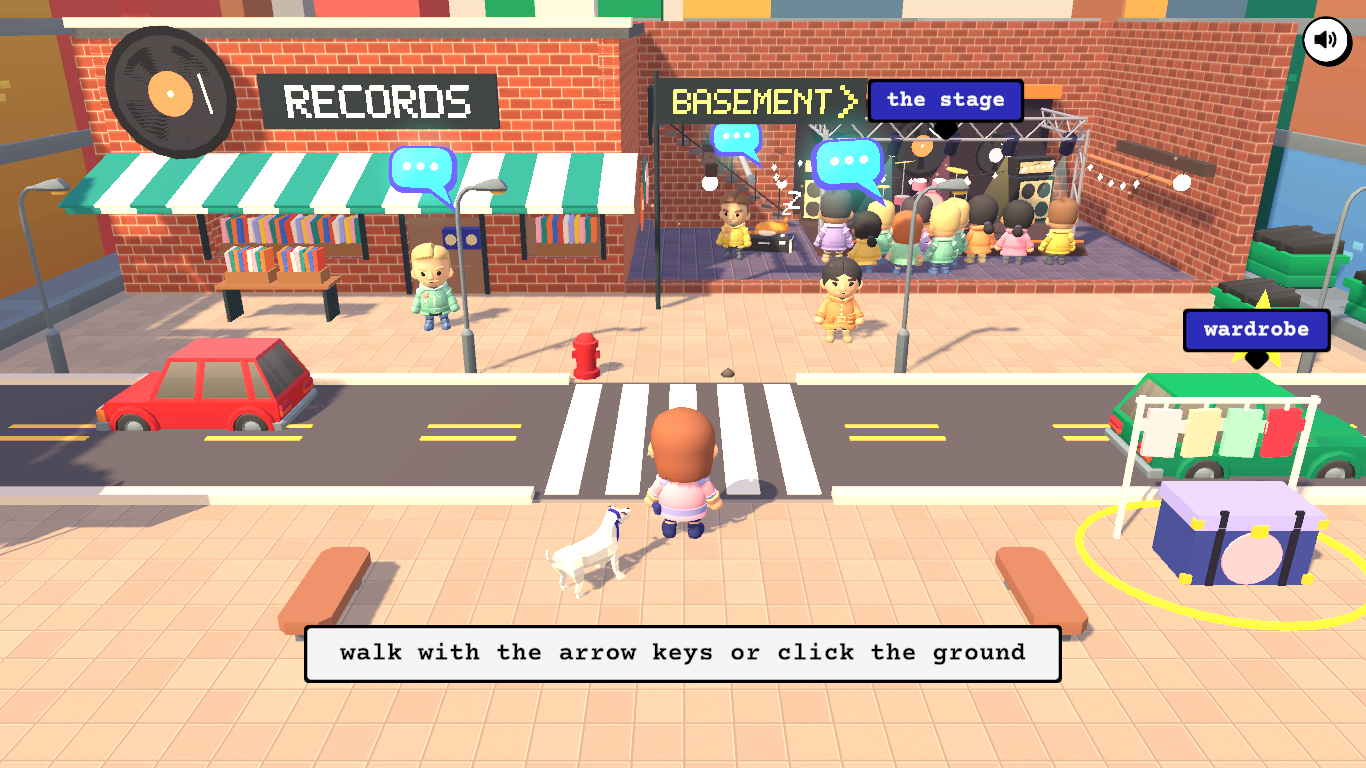 RECORDS
BASEMENT>
the stage
wardrobe
walk with the arrow keys or click the ground